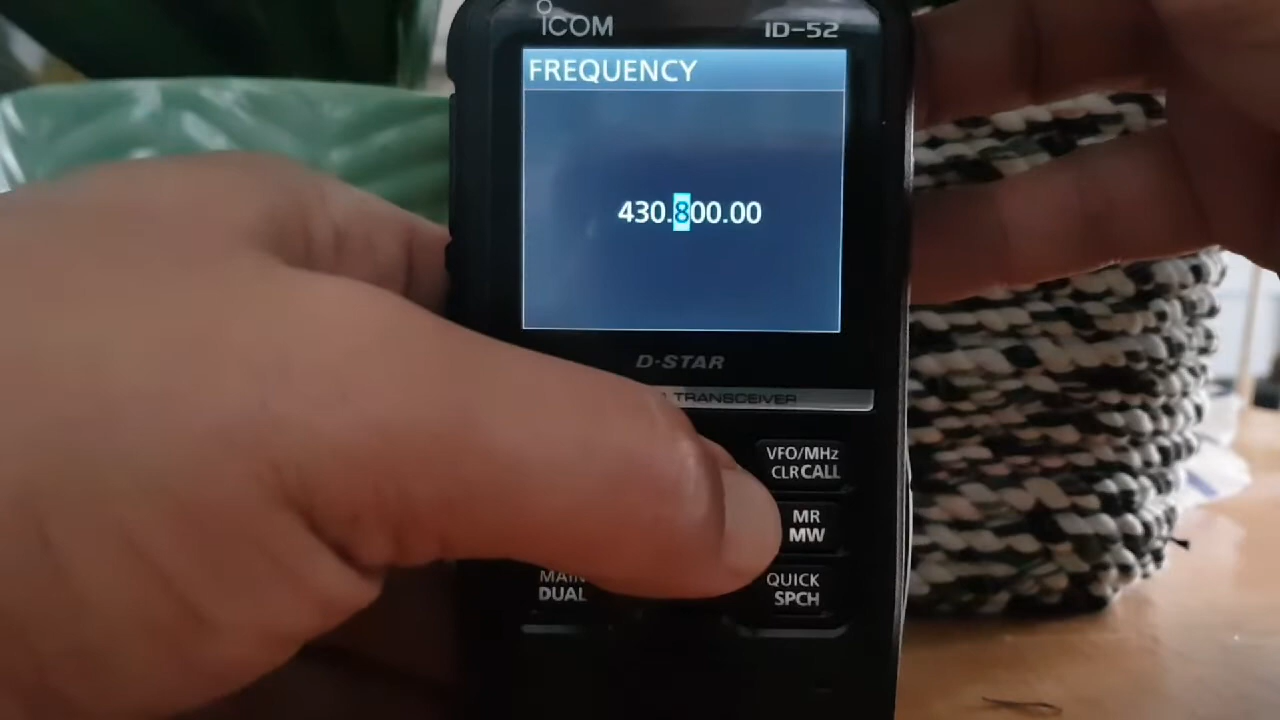 ICOM ID-52
FREQUENCY
430.800.00
D-STAR
TRANSCEIVER
VFO/MHz
CLR CALL
MR
MW
MAIN
DUAL
QUICK
SPCH